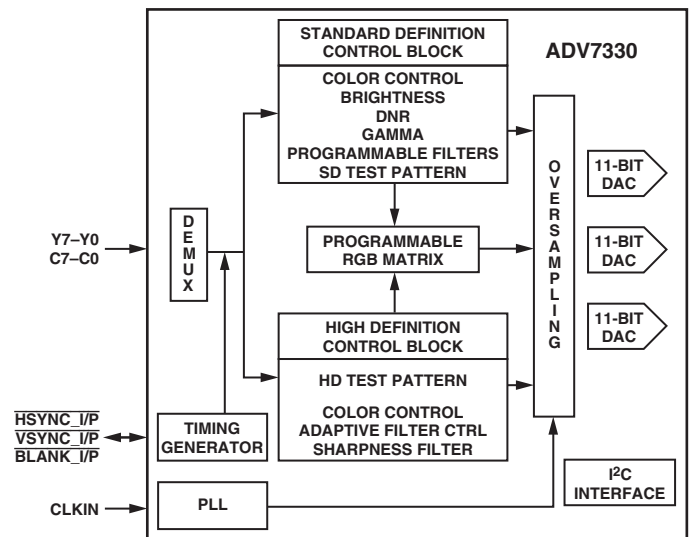 STANDARD DEFINITION
CONTROL BLOCK
ADV7330
COLOR CONTROL
BRIGHTNESS
DNR
GAMMA
PROGRAMMABLE FILTERS
SD TEST PATTERN
DEMUX
Y7–Y0
C7–C0
PROGRAMMABLE
RGB MATRIX
OVERSAMPLING
11-BIT
DAC
11-BIT
DAC
11-BIT
DAC
HIGH DEFINITION
CONTROL BLOCK
HD TEST PATTERN
COLOR CONTROL
ADAPTIVE FILTER CTRL
SHARPNESS FILTER
HSYNC_I/P
VSYNC_I/P
BLANK_I/P
TIMING
GENERATOR
CLKIN
PLL
I²C
INTERFACE